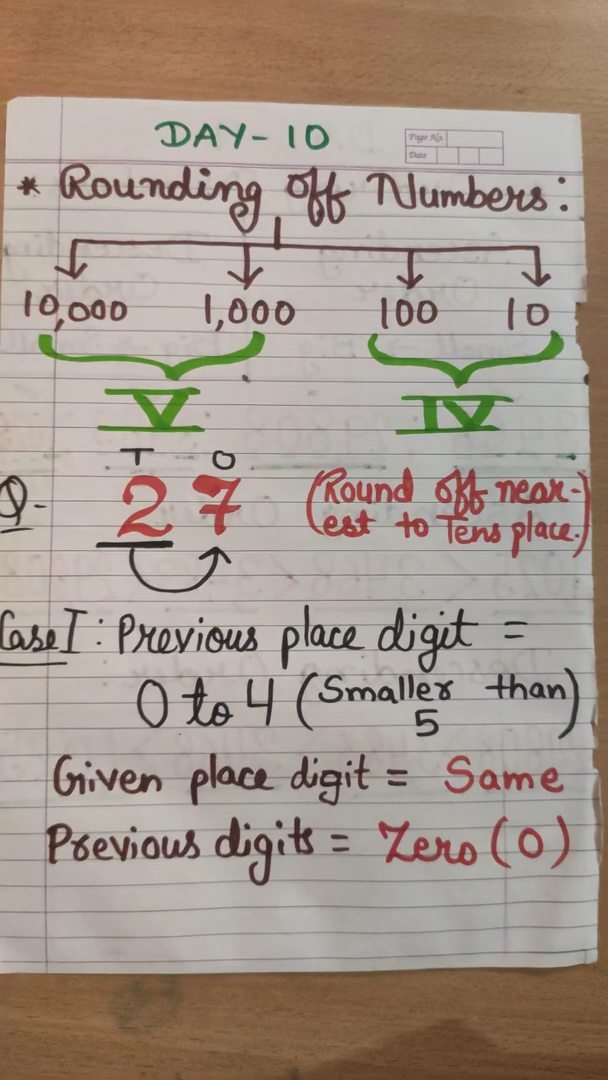 DAY-10
Page No.
Date
* Rounding off Numbers:
10,000 1,000 100 10
V IV
T O
Q- 27 (Round off near-
est to Tens place.)
Case I: Previous place digit =
0 to 4 (Smaller than
5)
Given place digit = Same
Previous digits = Zero (0)